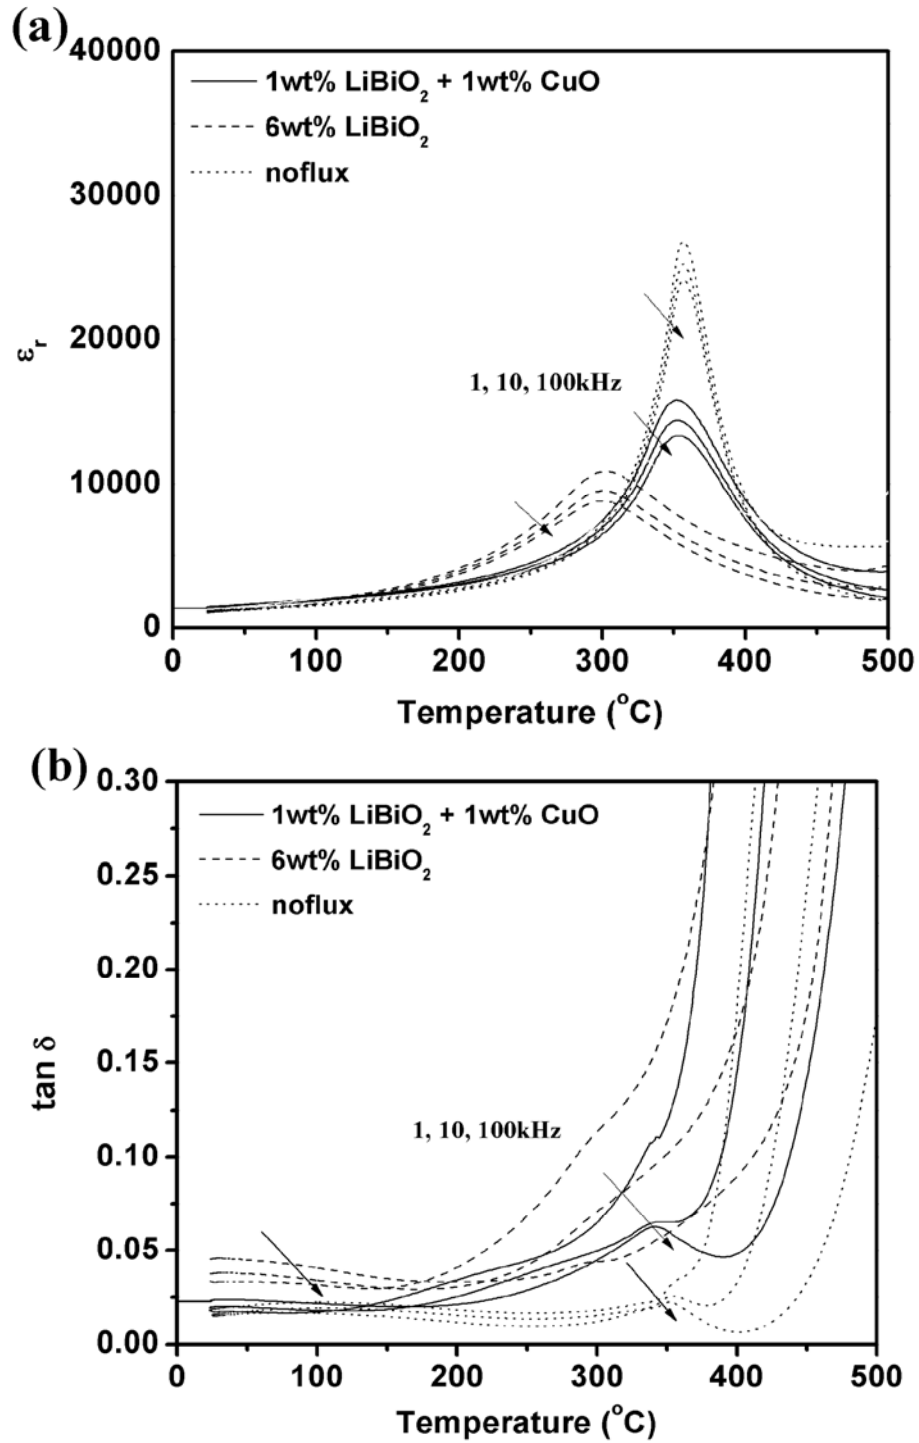 (a)
40000
1wt% LiBiO2 + 1wt% CuO
6wt% LiBiO2
noflux
30000
20000
εr
1, 10, 100kHz
10000
0
0 100 200 300 400 500
Temperature (°C)
(b)
0.30
1wt% LiBiO2 + 1wt% CuO
6wt% LiBiO2
noflux
0.25
0.20
0.15
tan δ
1, 10, 100kHz
0.10
0.05
0.00
0 100 200 300 400 500
Temperature (°C)